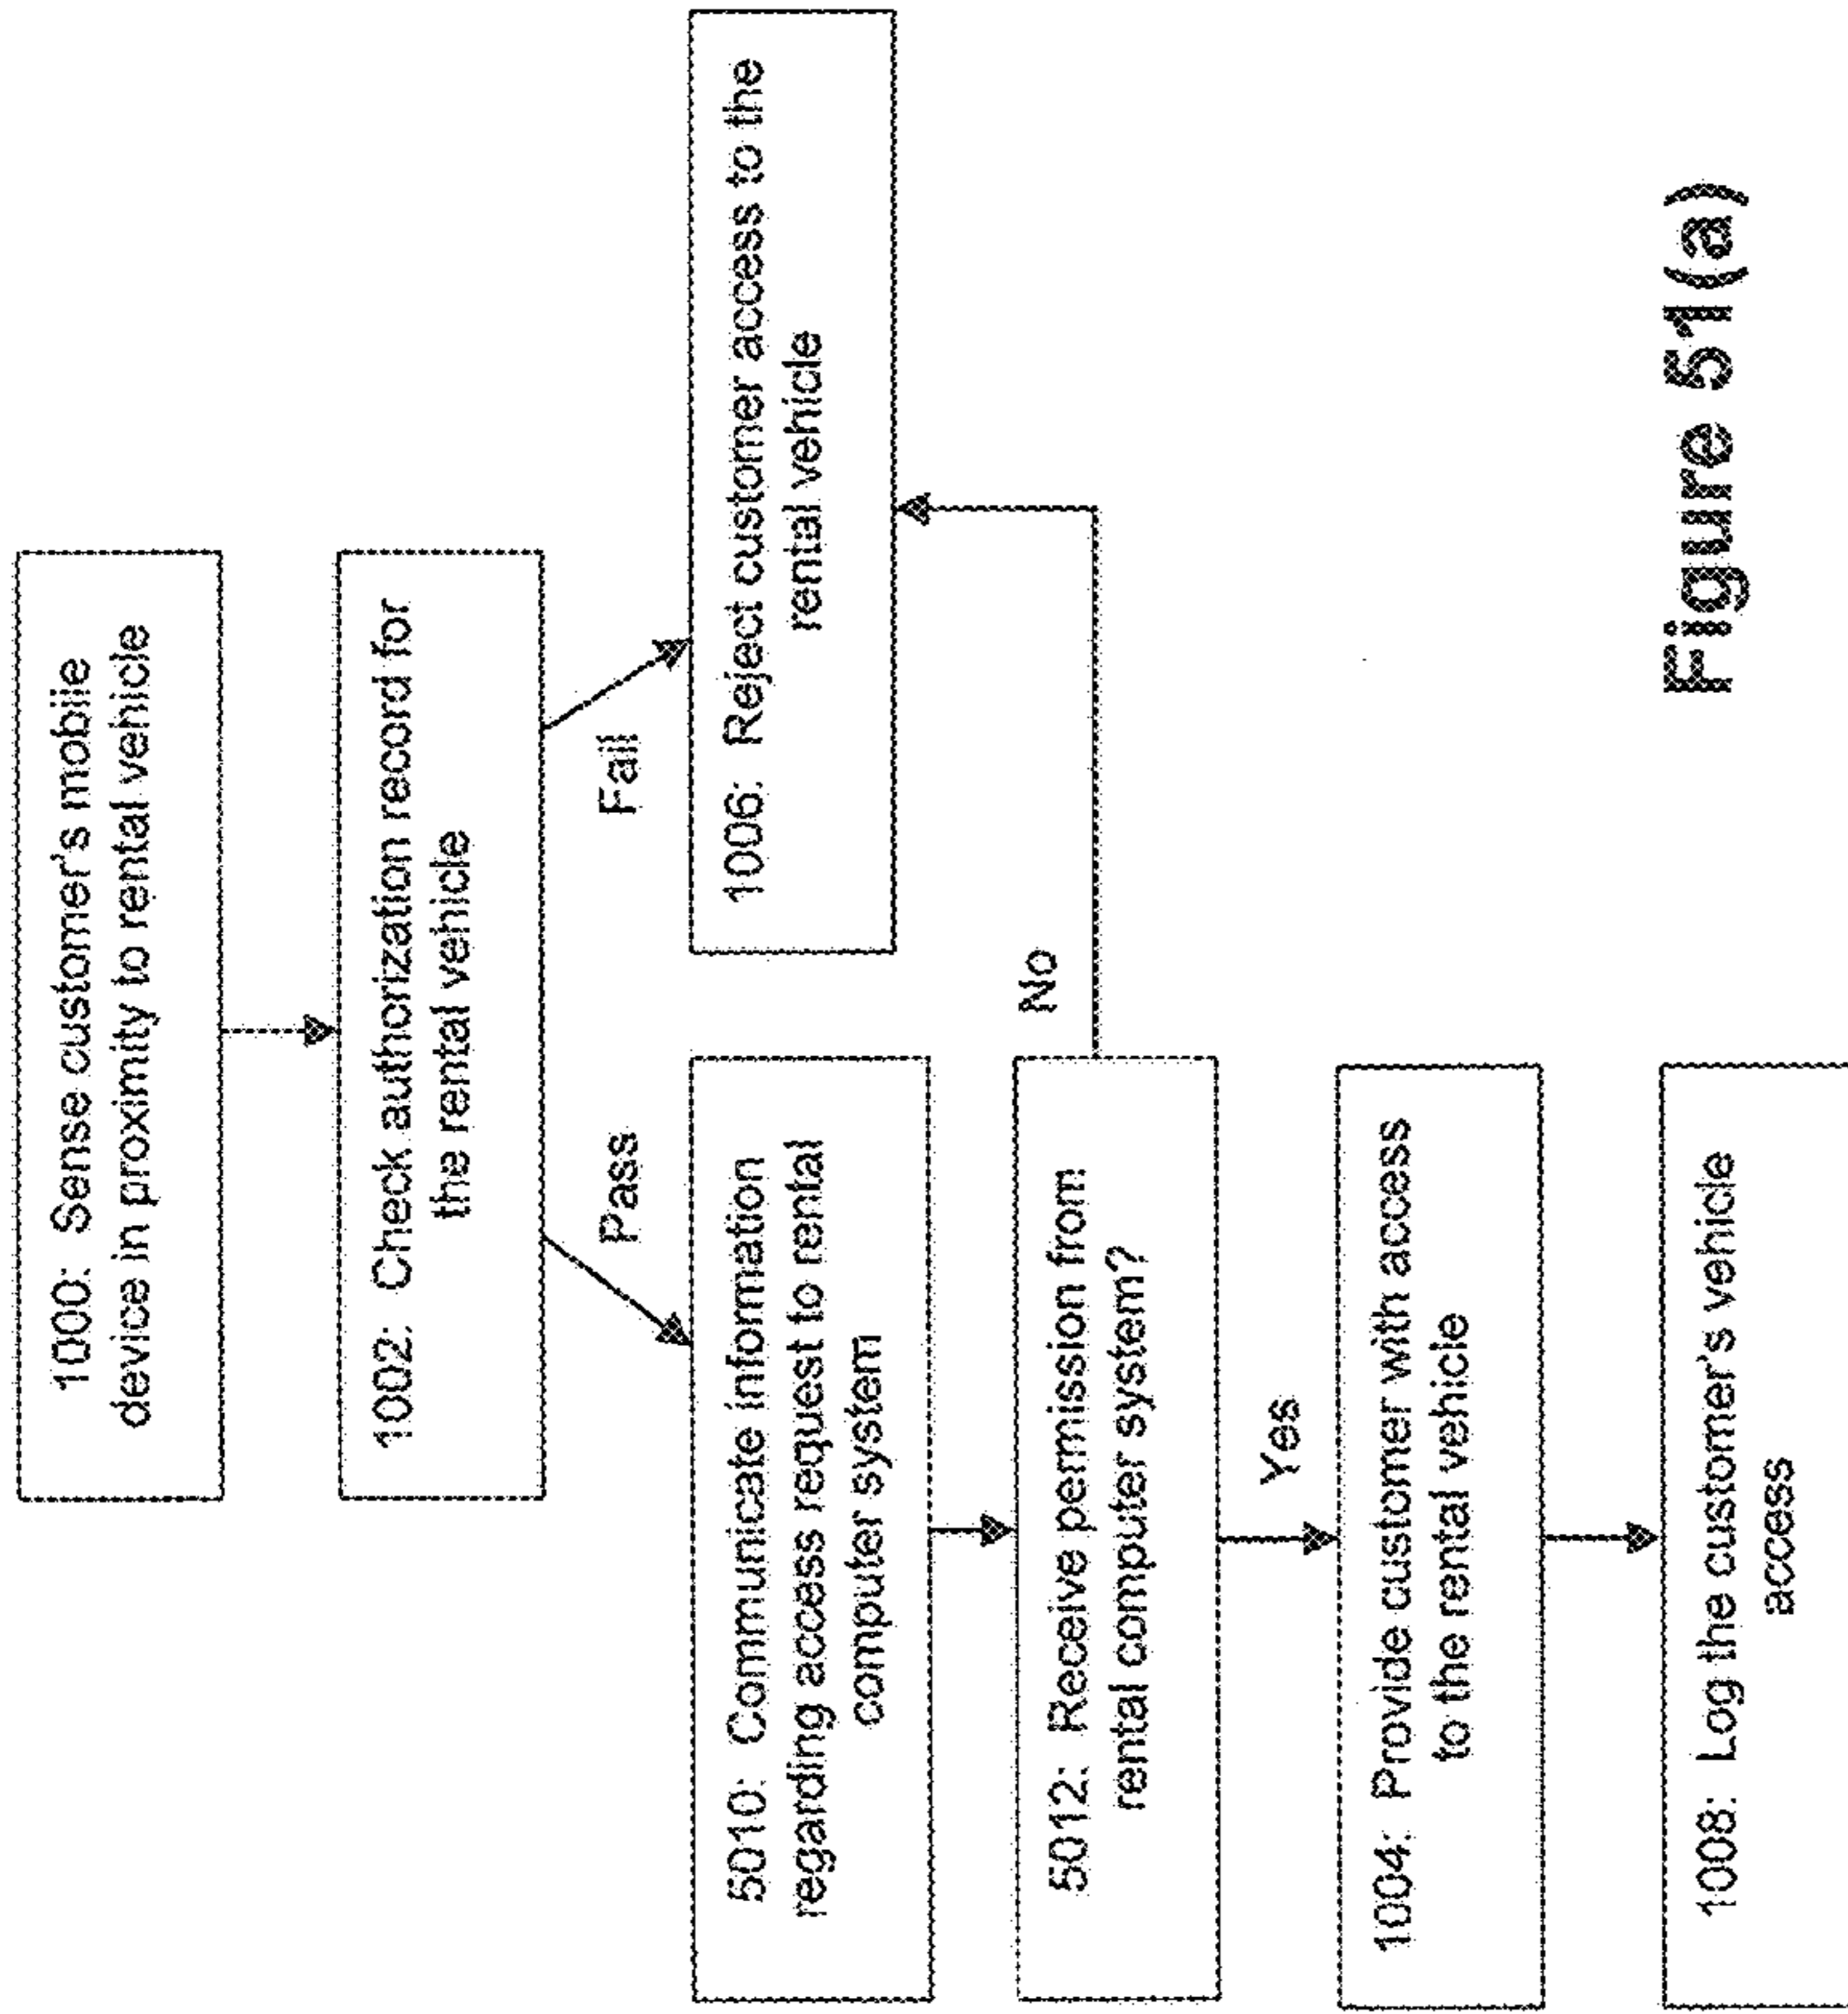 1000: Sense customer's mobile
device in proximity to rental vehicle
1002: Check authorization record for
the rental vehicle
Pass
Fail
5010: Communicate information
regarding access request to rental
computer system
1006: Reject customer access to the
rental vehicle
5012: Receive permission from
rental computer system?
No
Yes
1004: Provide customer with access
to the rental vehicle
1008: Log the customer's vehicle
access
Figure 51(a)